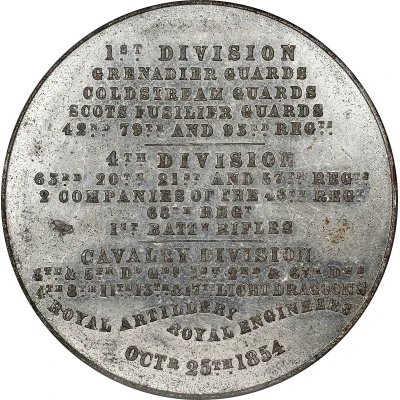 1ST DIVISION
GRENADIER GUARDS
COLDSTREAM GUARDS
SCOTS FUSILIER GUARDS
42ND 79TH AND 93RD REGTS
4TH DIVISION
63RD 20TH 21ST AND 57TH REGTS
2 COMPANIES OF THE 46TH REGT
68TH REGT
1ST BATTN RIFLES
CAVALRY DIVISION
4TH & 5TH DN GDS 1ST 2ND & 6TH DNS
4TH 8TH 11TH 13TH & 17TH LIGHT DRAGOONS
ROYAL ARTILLERY
ROYAL ENGINEERS
OCTR 25TH 1854